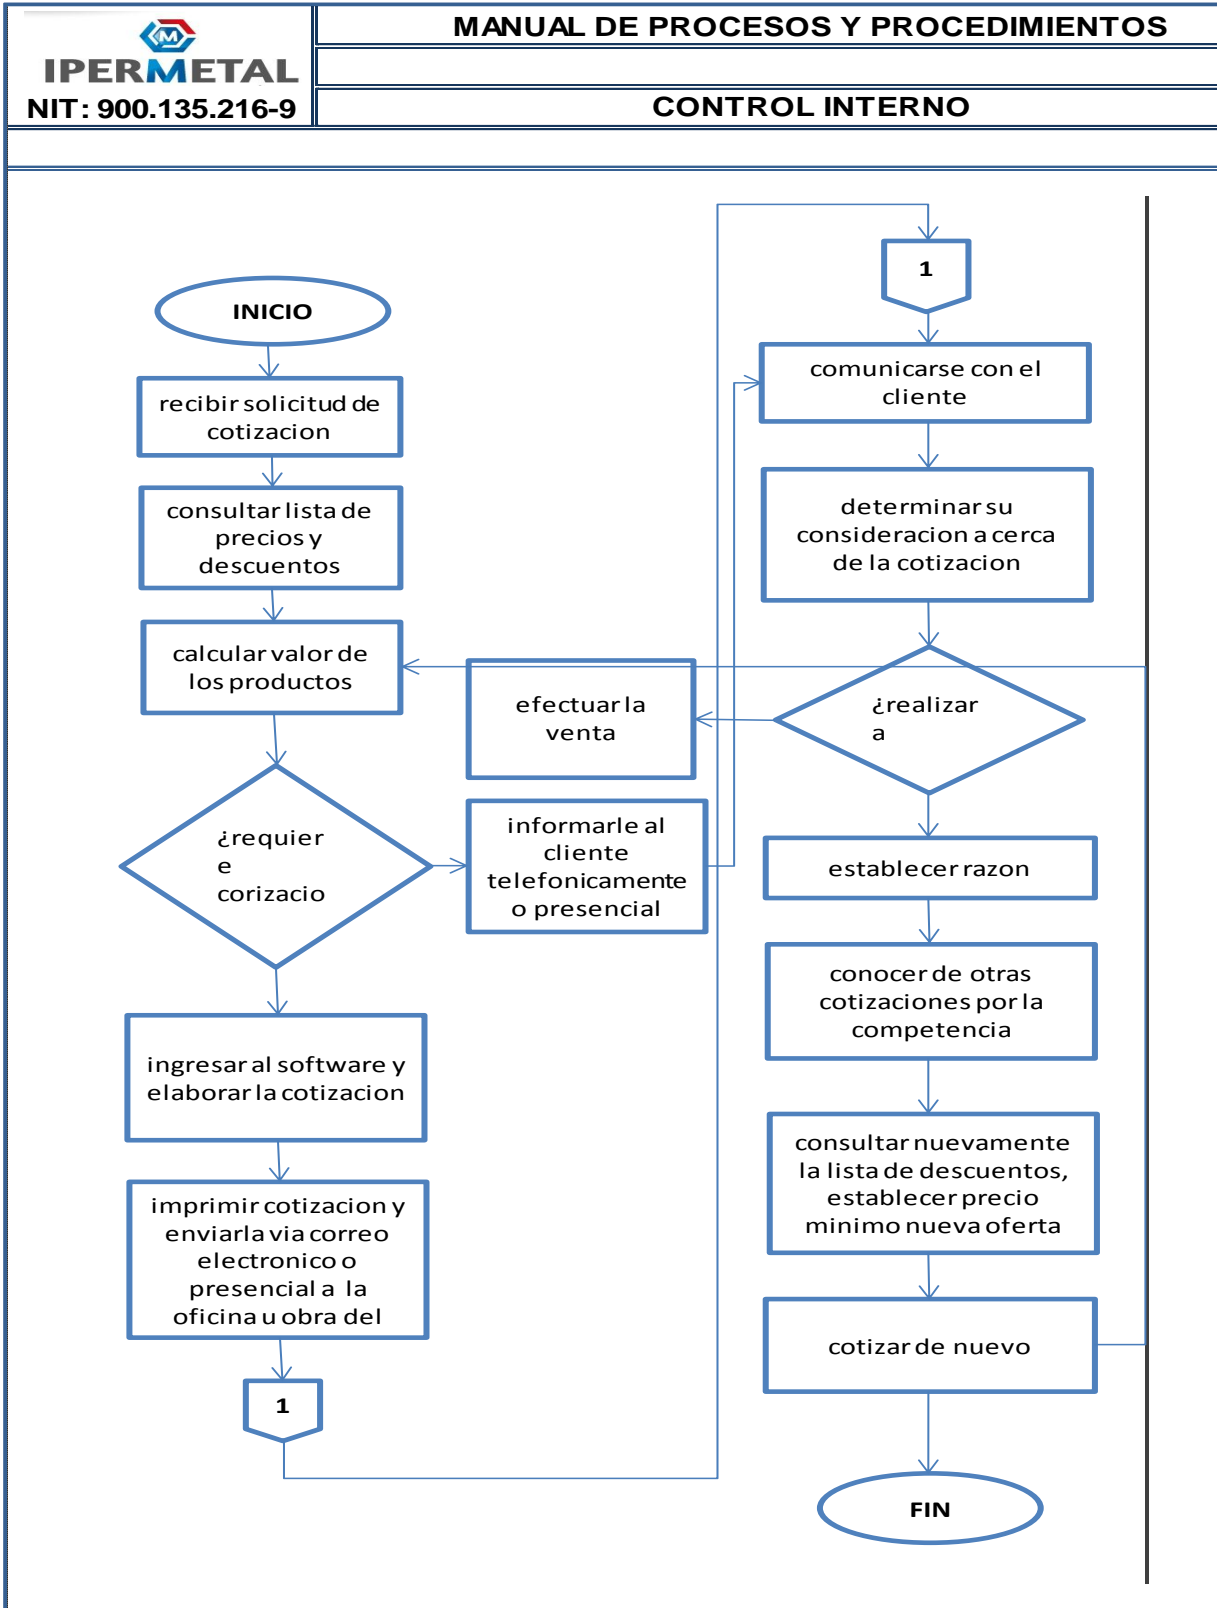 IPERMETAL
NIT: 900.135.216-9
MANUAL DE PROCESOS Y PROCEDIMIENTOS
CONTROL INTERNO
INICIO
recibir solicitud de
cotizacion
consultar lista de
precios y
descuentos
calcular valor de
los productos
¿requier
e
corizacio
informarle al
cliente
telefonicamente
o presencial
efectuar la
venta
ingresar al software y
elaborar la cotizacion
imprimir cotizacion y
enviarla via correo
electronico o
presencial a la
oficina u obra del
1
1
comunicarse con el
cliente
determinar su
consideracion a cerca
de la cotizacion
¿realizar
a
establecer razon
conocer de otras
cotizaciones por la
competencia
consultar nuevamente
la lista de descuentos,
establecer precio
minimo nueva oferta
cotizar de nuevo
FIN